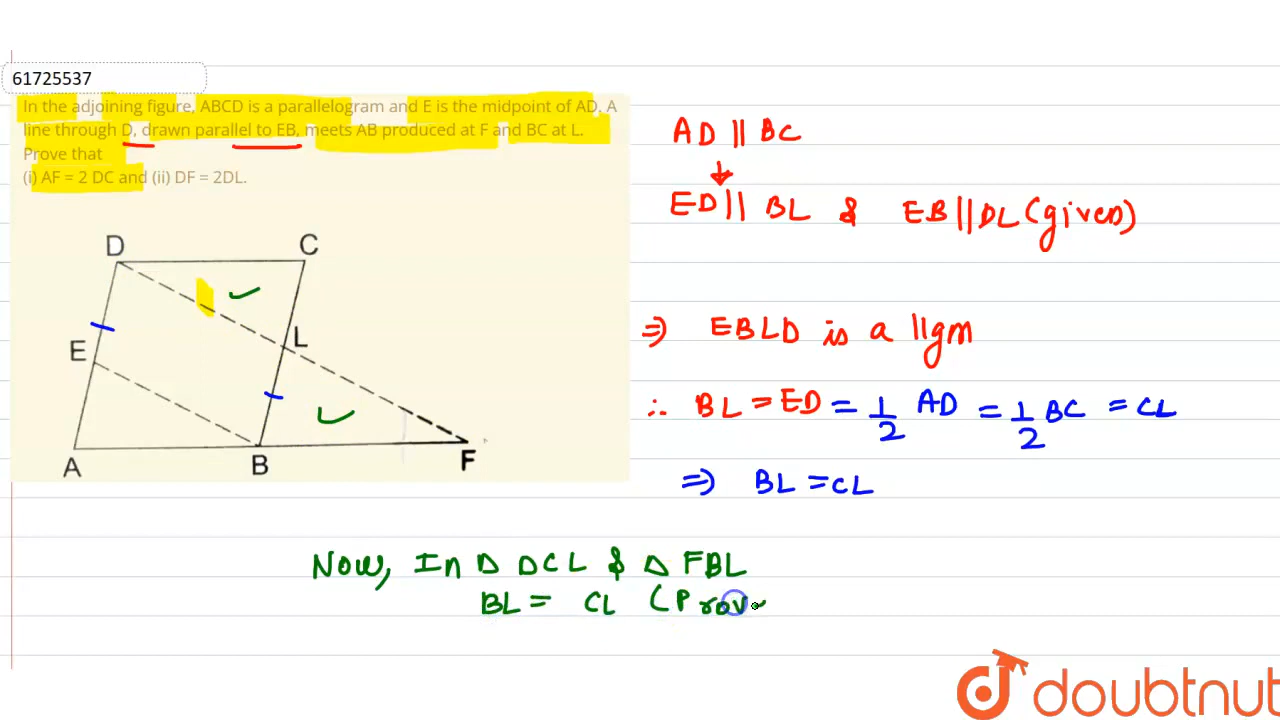 61725537
In the adjoining figure, ABCD is a parallelogram and E is the midpoint of AD. A
line through D, drawn parallel to EB, meets AB produced at F and BC at L.
Prove that
(i) AF = 2 DC and (ii) DF = 2DL.
D C
L
E
A B F
AD || BC
ED || BL & EB || DL (given)
⇒ EBLD is a ||gm
∴ BL = ED = 1/2 AD = 1/2 BC = CL
⇒ BL = CL
Now, In Δ DCL & Δ FBL
BL = CL (Prov
doubtnut